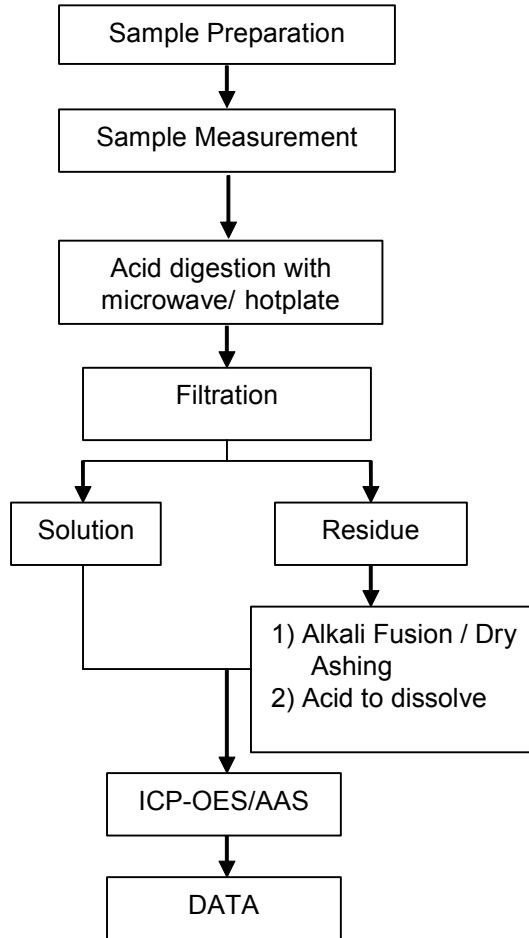 Sample Preparation
Sample Measurement
Acid digestion with
microwave/ hotplate
Filtration
Solution
Residue
1) Alkali Fusion / Dry
Ashing
2) Acid to dissolve
ICP-OES/AAS
DATA